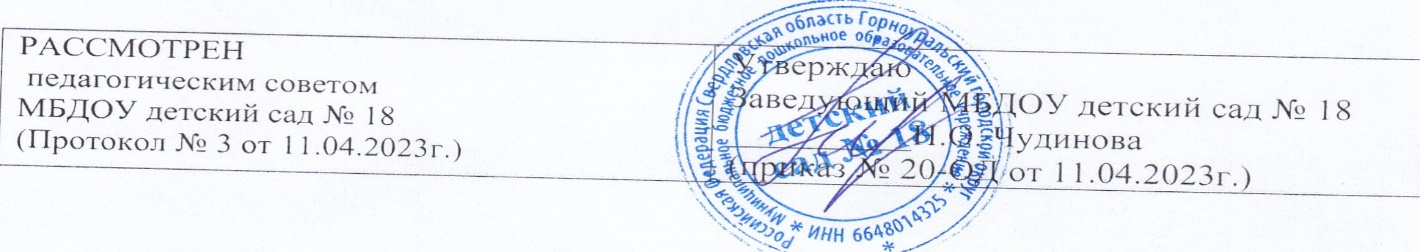 РАССМОТРЕН
педагогическим советом
МБДОУ детский сад № 18
(Протокол № 3 от 11.04.2023г.)
Утверждаю
Заведующий МБДОУ детский сад № 18
Н.О. Чудинова
(приказ № 20-ОД от 11.04.2023г.)
Российская Федерация Свердловская область Горноуральский городской округ
Муниципальное бюджетное дошкольное образовательное учреждение
* ИНН 6648014325 *
детский
сад № 18